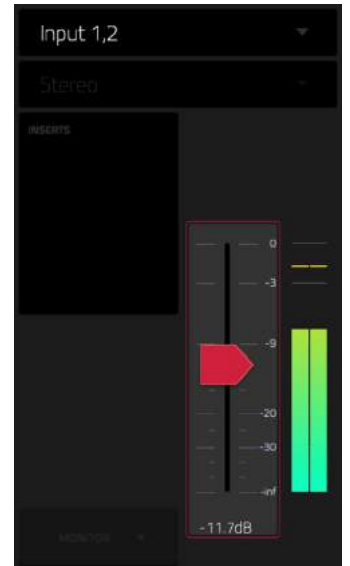 Input 1,2
Stereo
INSERTS
0
-3
-9
-20
-30
-inf
-11.7dB
MONITOR